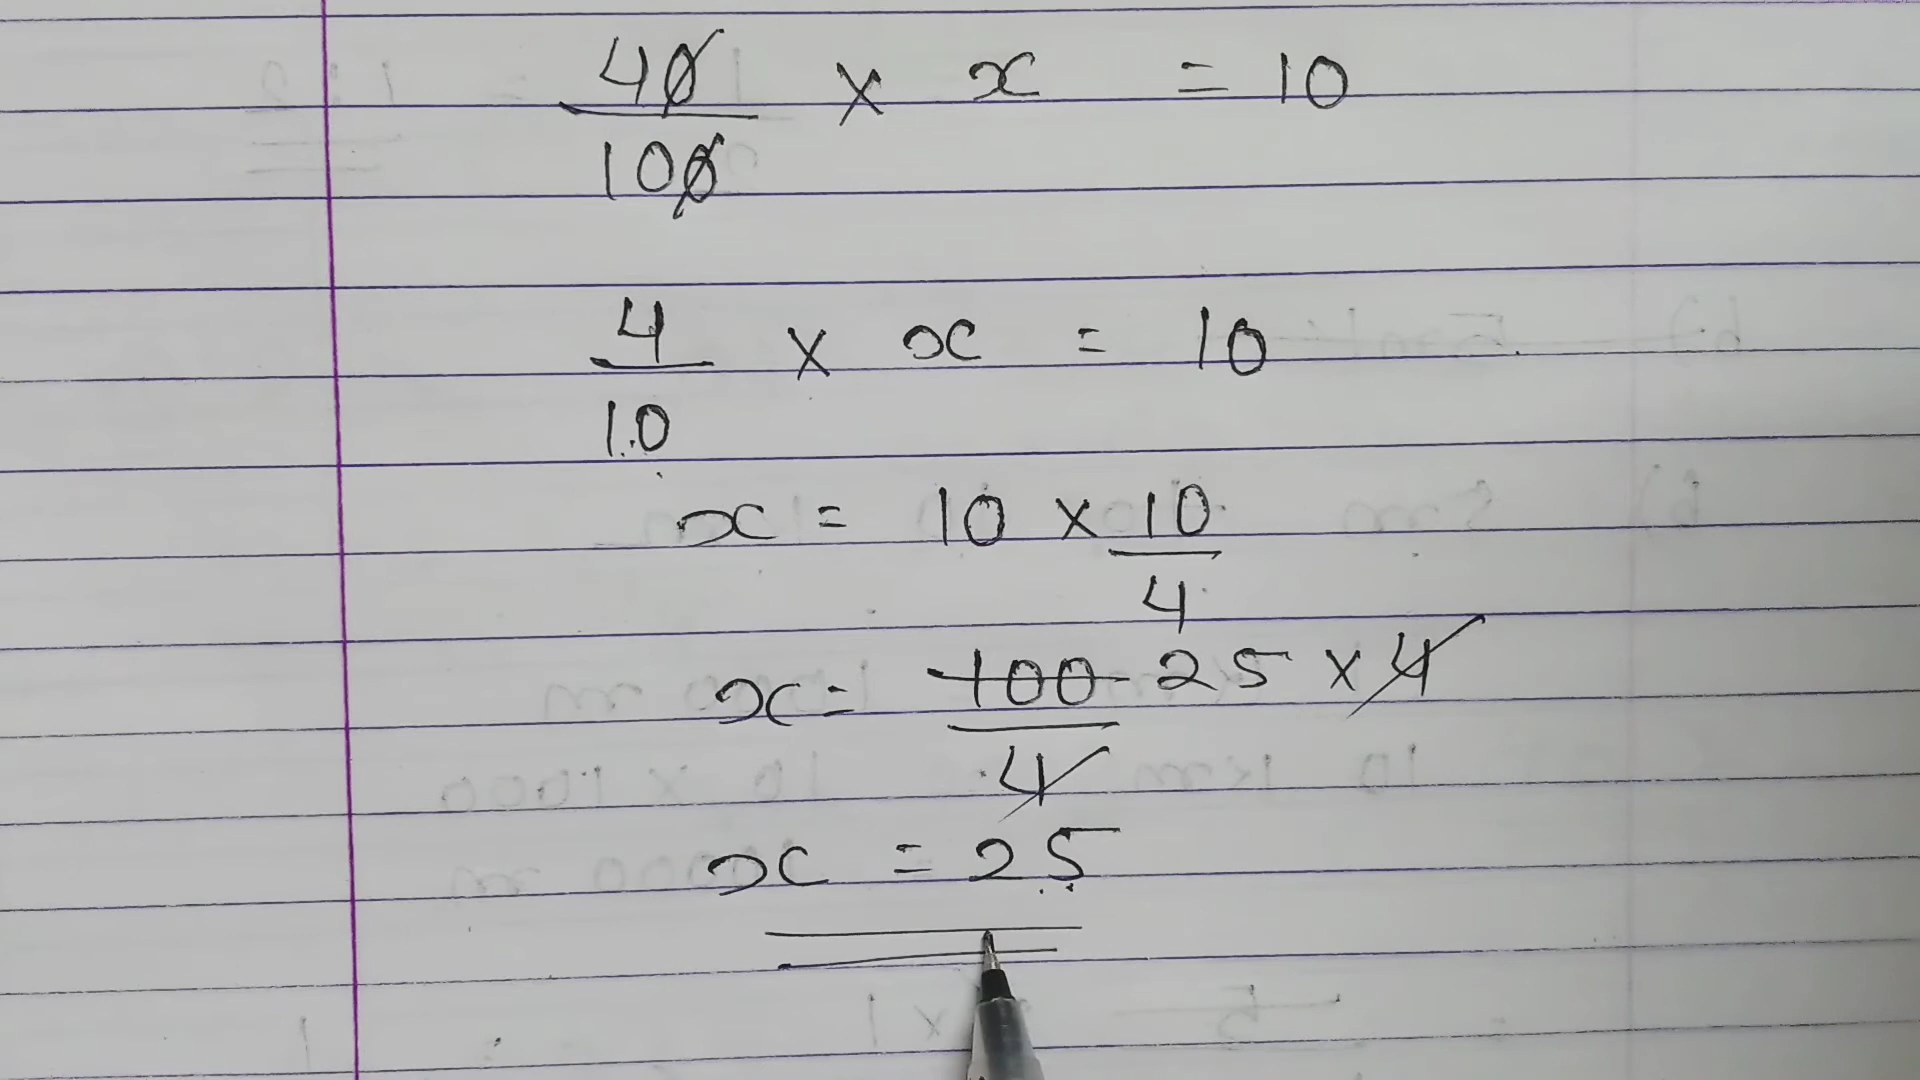 40/100 × x = 10
4/10 × x = 10
x = 10 × 10/4
x = 100/4 25 × 4
x = 25